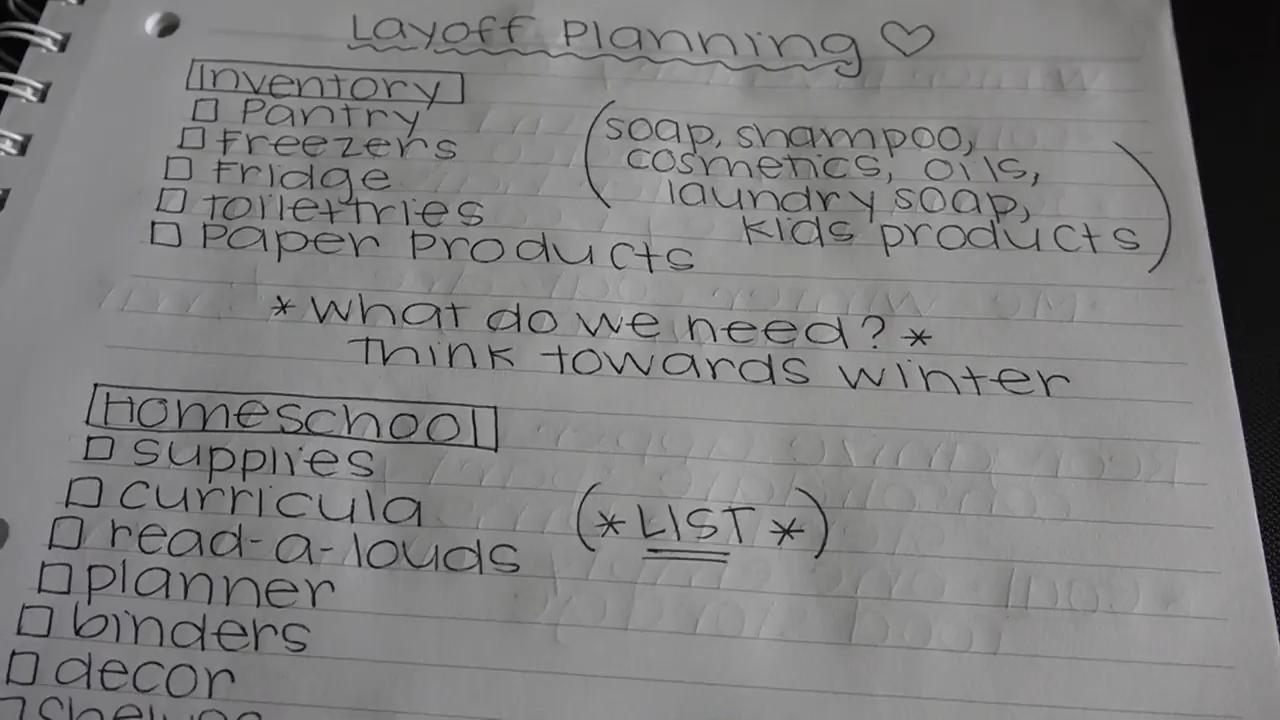 Layoff Planning ♡
Inventory
☐ Pantry
☐ Freezers
☐ Fridge
☐ Toilettries
☐ Paper Products
(soap, shampoo,
cosmetics, oils,
laundry soap,
kids products)
*What do we need?*
Think towards winter
Homeschool
☐ supplies
☐ curricula
☐ read-a-louds
☐ planner
☐ binders
☐ decor
(*LIST*)